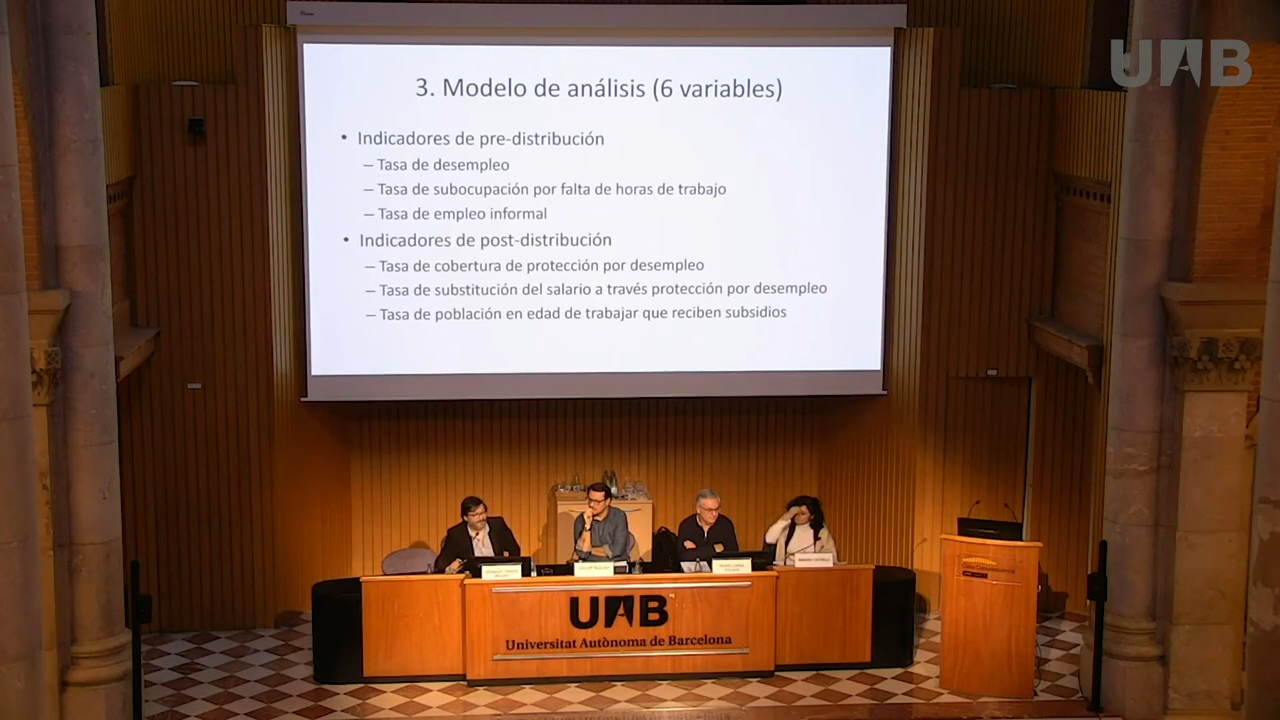 3. Modelo de análisis (6 variables)
• Indicadores de pre-distribución
– Tasa de desempleo
– Tasa de subocupación por falta de horas de trabajo
– Tasa de empleo informal
• Indicadores de post-distribución
– Tasa de cobertura de protección por desempleo
– Tasa de substitución del salario a través protección por desempleo
– Tasa de población en edad de trabajar que reciben subsidios
UAB
UAB
Universitat Autònoma de Barcelona